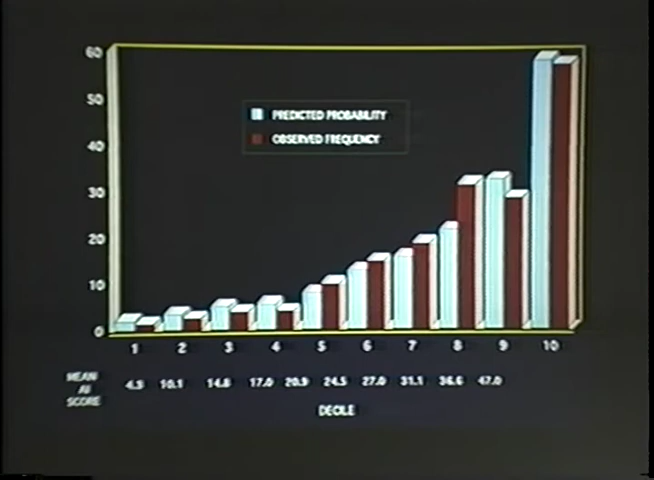 60
50
40
30
20
10
0
PREDICTED PROBABILITY
OBSERVED FREQUENCY
1 2 3 4 5 6 7 8 9 10
MEAN
AI
SCORE
4.3 10.1 14.8 17.0 20.9 24.5 27.0 31.1 36.6 47.0
DECILE